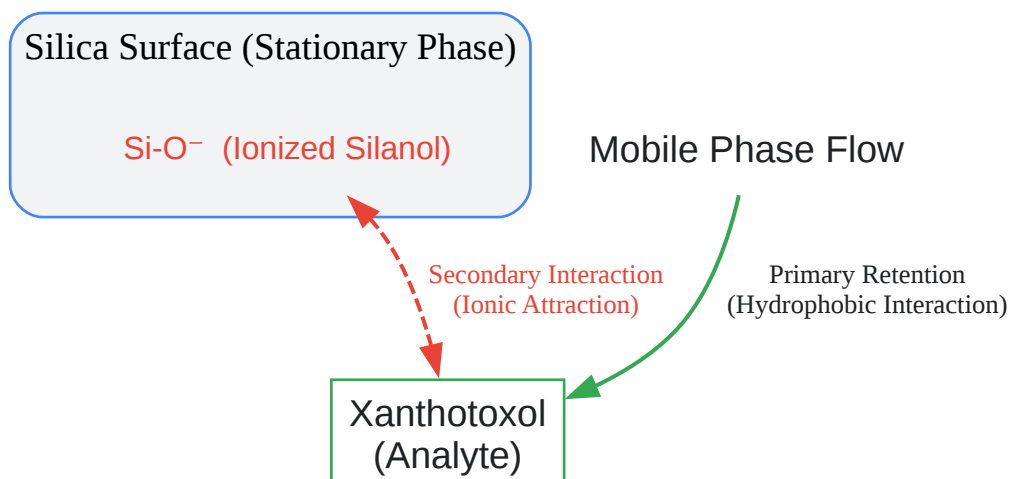 Silica Surface (Stationary Phase)
Si-O⁻ (Ionized Silanol)
Mobile Phase Flow
Secondary Interaction
(Ionic Attraction)
Primary Retention
(Hydrophobic Interaction)
Xanthotoxol
(Analyte)